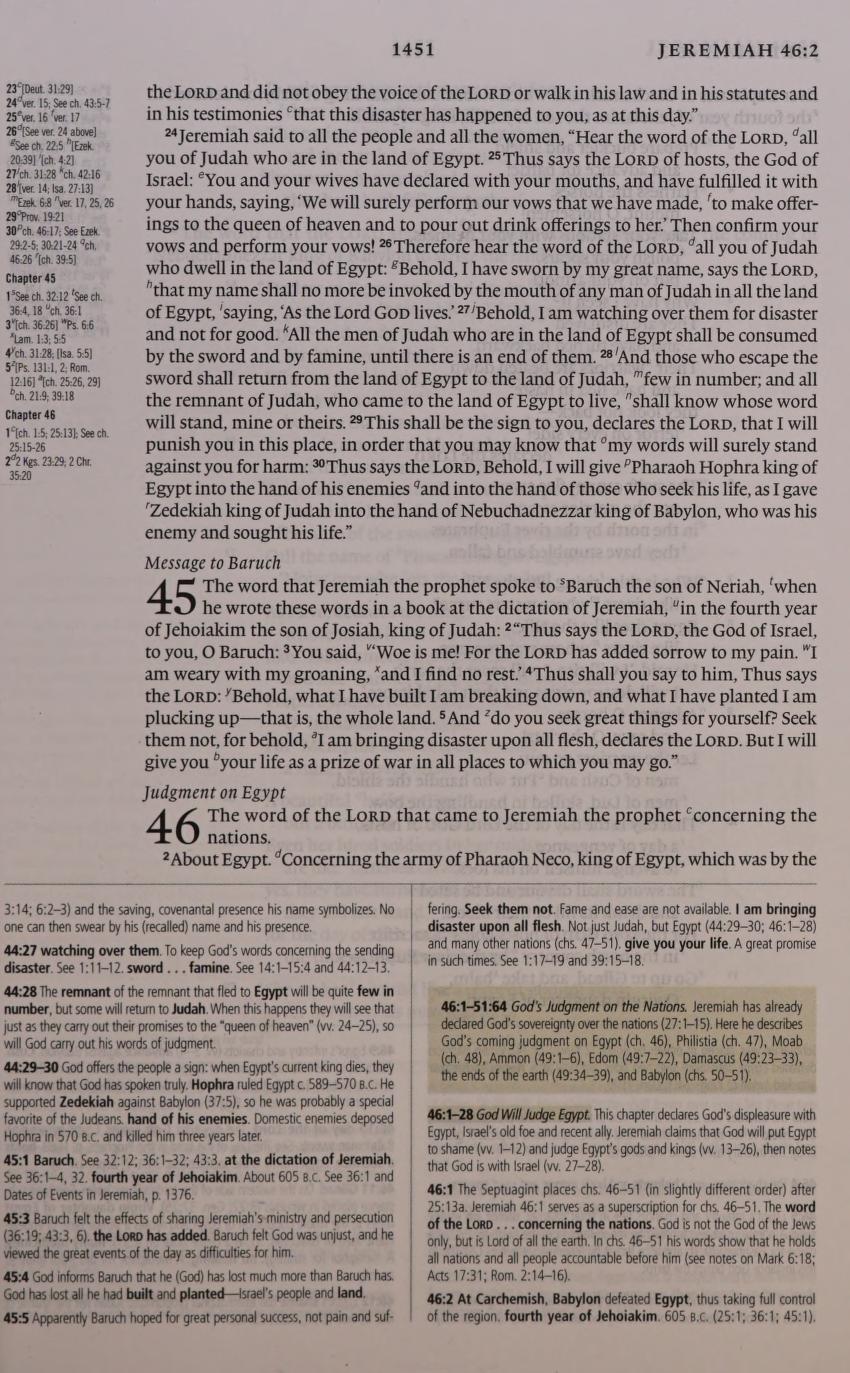 1451
JEREMIAH 46:2
23 c[Deut. 31:29]
24 d ver. 15; See ch. 43:5-7
25 e ver. 16 f ver. 17
26 d[See ver. 24 above]
g See ch. 22:5 h[Ezek.
20:39] i[ch. 4:2]
27 j ch. 31:28 k ch. 42:16
28 l[ver. 14; Isa. 27:13]
m Ezek. 6:8 n ver. 17, 25, 26
29 o Prov. 19:21
30 p ch. 46:17; See Ezek.
29:2-5; 30:21-24 q ch.
46:26 r[ch. 39:5]
Chapter 45
1 s See ch. 32:12 t See ch.
36:4, 18 u ch. 36:1
3 v[ch. 36:26] w Ps. 6:6
x Lam. 1:3; 5:5
4 y ch. 31:28; [Isa. 5:5]
5 z[Ps. 131:1, 2; Rom.
12:16] a[ch. 25:26, 29]
b ch. 21:9; 39:18
Chapter 46
1 c[ch. 1:5; 25:13]; See ch.
25:15-26
2 d 2 Kgs. 23:29; 2 Chr.
35:20
the LORD and did not obey the voice of the LORD or walk in his law and in his statutes and
in his testimonies c that this disaster has happened to you, as at this day.”
24 Jeremiah said to all the people and all the women, “Hear the word of the LORD, d all
you of Judah who are in the land of Egypt. 25 Thus says the LORD of hosts, the God of
Israel: e You and your wives have declared with your mouths, and have fulfilled it with
your hands, saying, ‘We will surely perform our vows that we have made, f to make offer-
ings to the queen of heaven and to pour out drink offerings to her.’ Then confirm your
vows and perform your vows! 26 Therefore hear the word of the LORD, d all you of Judah
who dwell in the land of Egypt: g Behold, I have sworn by my great name, says the LORD,
h that my name shall no more be invoked by the mouth of any man of Judah in all the land
of Egypt, i saying, ‘As the Lord GOD lives.’ 27 j Behold, I am watching over them for disaster
and not for good. k All the men of Judah who are in the land of Egypt shall be consumed
by the sword and by famine, until there is an end of them. 28 l And those who escape the
sword shall return from the land of Egypt to the land of Judah, m few in number; and all
the remnant of Judah, who came to the land of Egypt to live, n shall know whose word
will stand, mine or theirs. 29 This shall be the sign to you, declares the LORD, that I will
punish you in this place, in order that you may know that o my words will surely stand
against you for harm: 30 Thus says the LORD, Behold, I will give p Pharaoh Hophra king of
Egypt into the hand of his enemies q and into the hand of those who seek his life, as I gave
r Zedekiah king of Judah into the hand of Nebuchadnezzar king of Babylon, who was his
enemy and sought his life.”
Message to Baruch
45 The word that Jeremiah the prophet spoke to s Baruch the son of Neriah, t when
he wrote these words in a book at the dictation of Jeremiah, u in the fourth year
of Jehoiakim the son of Josiah, king of Judah: 2 “Thus says the LORD, the God of Israel,
to you, O Baruch: 3 You said, v ‘Woe is me! For the LORD has added sorrow to my pain. w I
am weary with my groaning, x and I find no rest.’ 4 Thus shall you say to him, Thus says
the LORD: y Behold, what I have built I am breaking down, and what I have planted I am
plucking up—that is, the whole land. 5 And z do you seek great things for yourself? Seek
them not, for behold, a I am bringing disaster upon all flesh, declares the LORD. But I will
give you b your life as a prize of war in all places to which you may go.”
Judgment on Egypt
46 The word of the LORD that came to Jeremiah the prophet c concerning the
nations.
2 About Egypt. d Concerning the army of Pharaoh Neco, king of Egypt, which was by the
3:14; 6:2–3) and the saving, covenantal presence his name symbolizes. No
one can then swear by his (recalled) name and his presence.
44:27 watching over them. To keep God's words concerning the sending
disaster. See 1:11–12. sword . . . famine. See 14:1–15:4 and 44:12–13.
44:28 The remnant of the remnant that fled to Egypt will be quite few in
number, but some will return to Judah. When this happens they will see that
just as they carry out their promises to the "queen of heaven" (vv. 24–25), so
will God carry out his words of judgment.
44:29–30 God offers the people a sign: when Egypt's current king dies, they
will know that God has spoken truly. Hophra ruled Egypt c. 589–570 B.C. He
supported Zedekiah against Babylon (37:5), so he was probably a special
favorite of the Judeans. hand of his enemies. Domestic enemies deposed
Hophra in 570 B.C. and killed him three years later.
45:1 Baruch. See 32:12; 36:1–32; 43:3. at the dictation of Jeremiah.
See 36:1–4, 32. fourth year of Jehoiakim. About 605 B.C. See 36:1 and
Dates of Events in Jeremiah, p. 1376.
45:3 Baruch felt the effects of sharing Jeremiah's ministry and persecution
(36:19; 43:3, 6). the LORD has added. Baruch felt God was unjust, and he
viewed the great events of the day as difficulties for him.
45:4 God informs Baruch that he (God) has lost much more than Baruch has.
God has lost all he had built and planted—Israel's people and land.
45:5 Apparently Baruch hoped for great personal success, not pain and suf-
fering. Seek them not. Fame and ease are not available. I am bringing
disaster upon all flesh. Not just Judah, but Egypt (44:29–30; 46:1–28)
and many other nations (chs. 47–51). give you your life. A great promise
in such times. See 1:17–19 and 39:15–18.
46:1–51:64 God's Judgment on the Nations. Jeremiah has already
declared God's sovereignty over the nations (27:1–15). Here he describes
God's coming judgment on Egypt (ch. 46), Philistia (ch. 47), Moab
(ch. 48), Ammon (49:1–6), Edom (49:7–22), Damascus (49:23–33),
the ends of the earth (49:34–39), and Babylon (chs. 50–51).
46:1–28 God Will Judge Egypt. This chapter declares God's displeasure with
Egypt, Israel's old foe and recent ally. Jeremiah claims that God will put Egypt
to shame (vv. 1–12) and judge Egypt's gods and kings (vv. 13–26), then notes
that God is with Israel (vv. 27–28).
46:1 The Septuagint places chs. 46–51 (in slightly different order) after
25:13a. Jeremiah 46:1 serves as a superscription for chs. 46–51. The word
of the LORD . . . concerning the nations. God is not the God of the Jews
only, but is Lord of all the earth. In chs. 46–51 his words show that he holds
all nations and all people accountable before him (see notes on Mark 6:18;
Acts 17:31; Rom. 2:14–16).
46:2 At Carchemish, Babylon defeated Egypt, thus taking full control
of the region. fourth year of Jehoiakim. 605 B.C. (25:1; 36:1; 45:1).